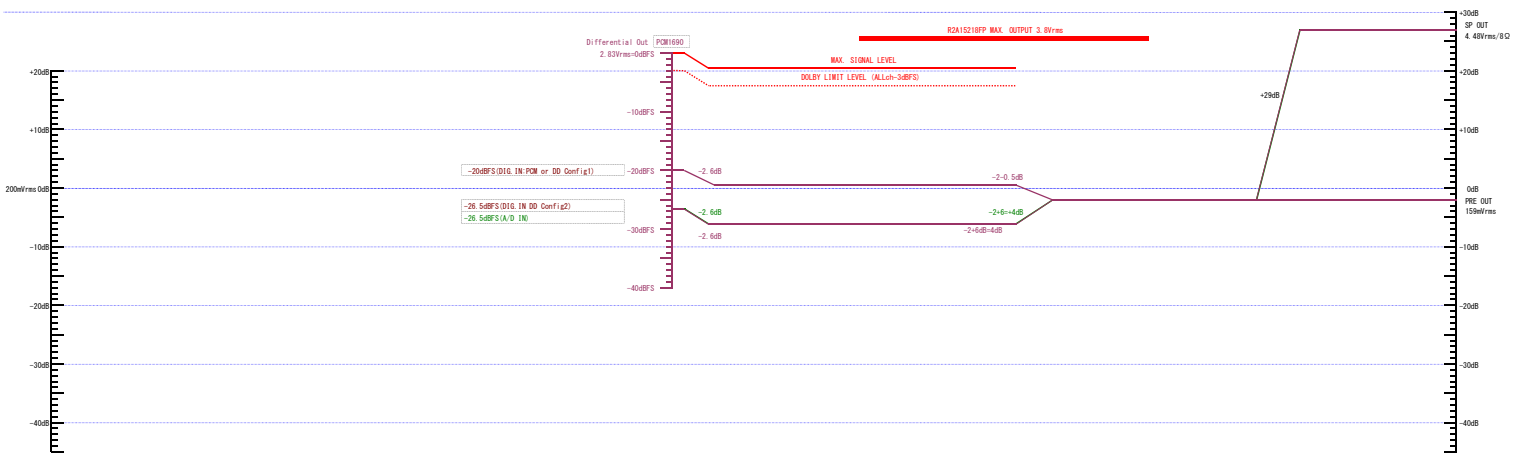 +30dB
SP OUT
4.48Vrms/8Ω
R2A15218FP MAX. OUTPUT 3.8Vrms
Differential Out PCM1690
2.83Vrms=0dBFS
MAX. SIGNAL LEVEL
+20dB
DOLBY LIMIT LEVEL (ALLch-3dBFS)
+20dB
+29dB
-10dBFS
+10dB
+10dB
-20dBFS(DIG.IN:PCM or DD Config1)
-20dBFS
-2.6dB
-2-0.5dB
200mVrms 0dB
0dB
PRE OUT
159mVrms
-26.5dBFS(DIG.IN DD Config2)
-26.5dBFS(A/D IN)
-2.6dB
-2+6=+4dB
-30dBFS
-2.6dB
-2+6dB=4dB
-10dB
-10dB
-40dBFS
-20dB
-20dB
-30dB
-30dB
-40dB
-40dB